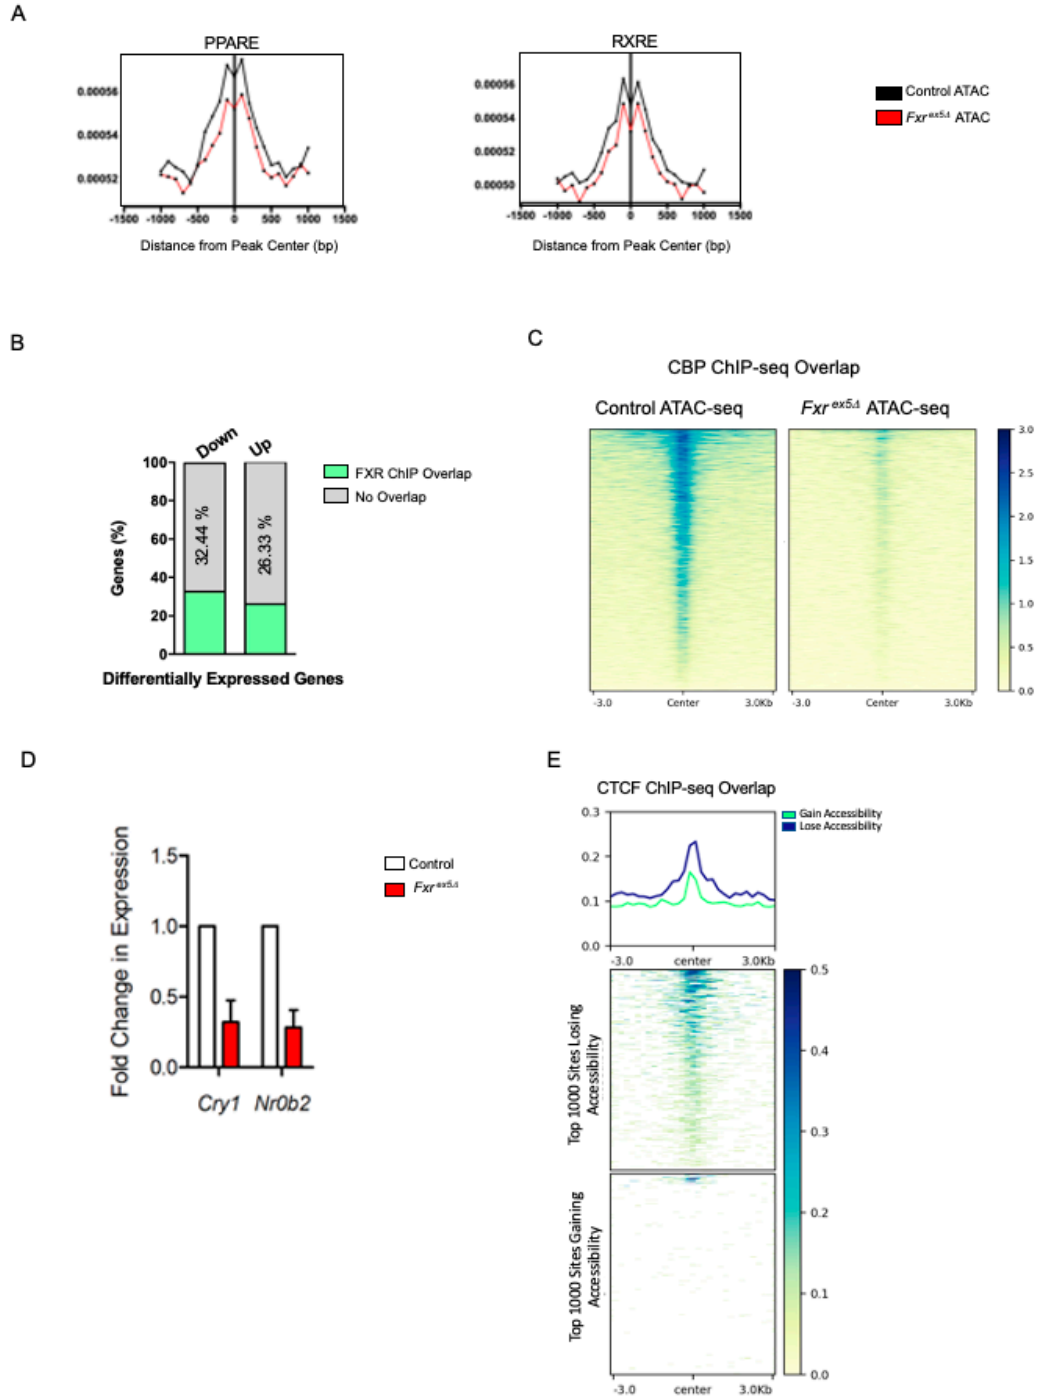 A
PPARE
0.00056
0.00054
0.00052
-1500 -1000 -500 0 500 1000 1500
Distance from Peak Center (bp)
RXRE
0.00056
0.00054
0.00052
0.00050
-1500 -1000 -500 0 500 1000 1500
Distance from Peak Center (bp)
Control ATAC
Fxr ex5Δ ATAC
B
Down
Up
100
80
60
40
20
0
Genes (%)
32.44 %
26.33 %
FXR ChIP Overlap
No Overlap
Differentially Expressed Genes
C
CBP ChIP-seq Overlap
Control ATAC-seq
Fxr ex5Δ ATAC-seq
-3.0 Center 3.0Kb
-3.0 Center 3.0Kb
3.0
2.5
2.0
1.5
1.0
0.5
0.0
D
Fold Change in Expression
1.5
1.0
0.5
0.0
Cry1 Nr0b2
Control
Fxr ex5Δ
E
CTCF ChIP-seq Overlap
0.3
0.2
0.1
0.0
-3.0 center 3.0Kb
Gain Accessibility
Lose Accessibility
Top 1000 Sites Losing
Accessibility
Top 1000 Sites Gaining
Accessibility
0.5
0.4
0.3
0.2
0.1
0.0
-3.0 center 3.0Kb